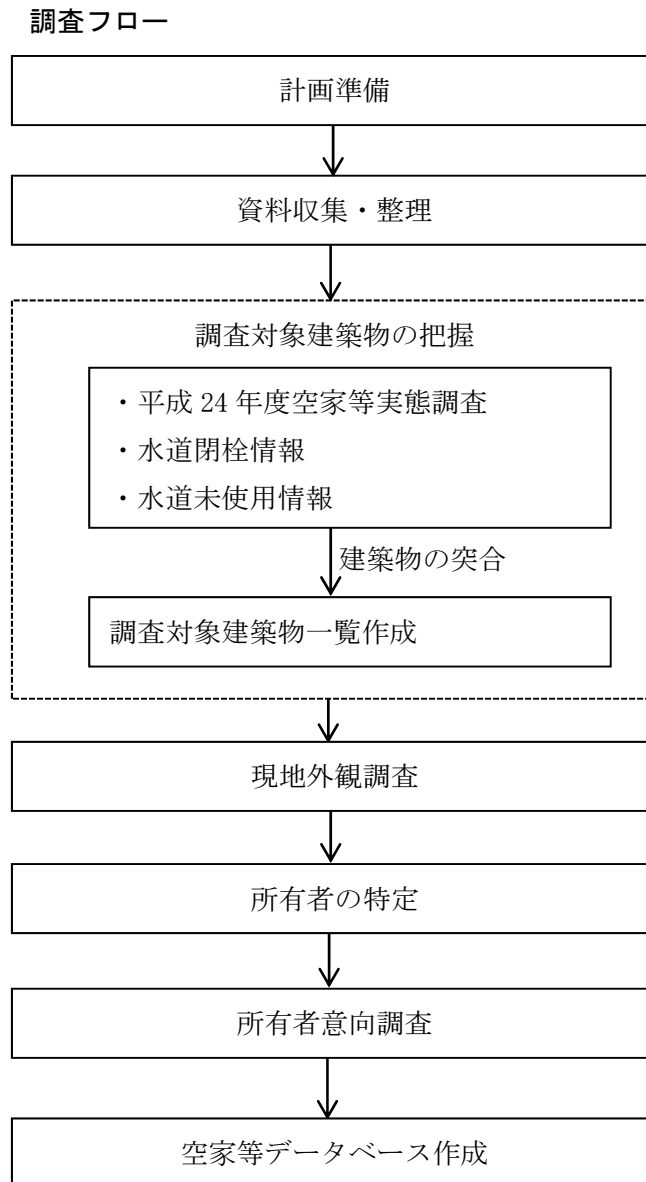 調査フロー
計画準備
資料収集・整理
調査対象建築物の把握
・平成 24 年度空家等実態調査
・水道閉栓情報
・水道未使用情報
建築物の突合
調査対象建築物一覧作成
現地外観調査
所有者の特定
所有者意向調査
空家等データベース作成